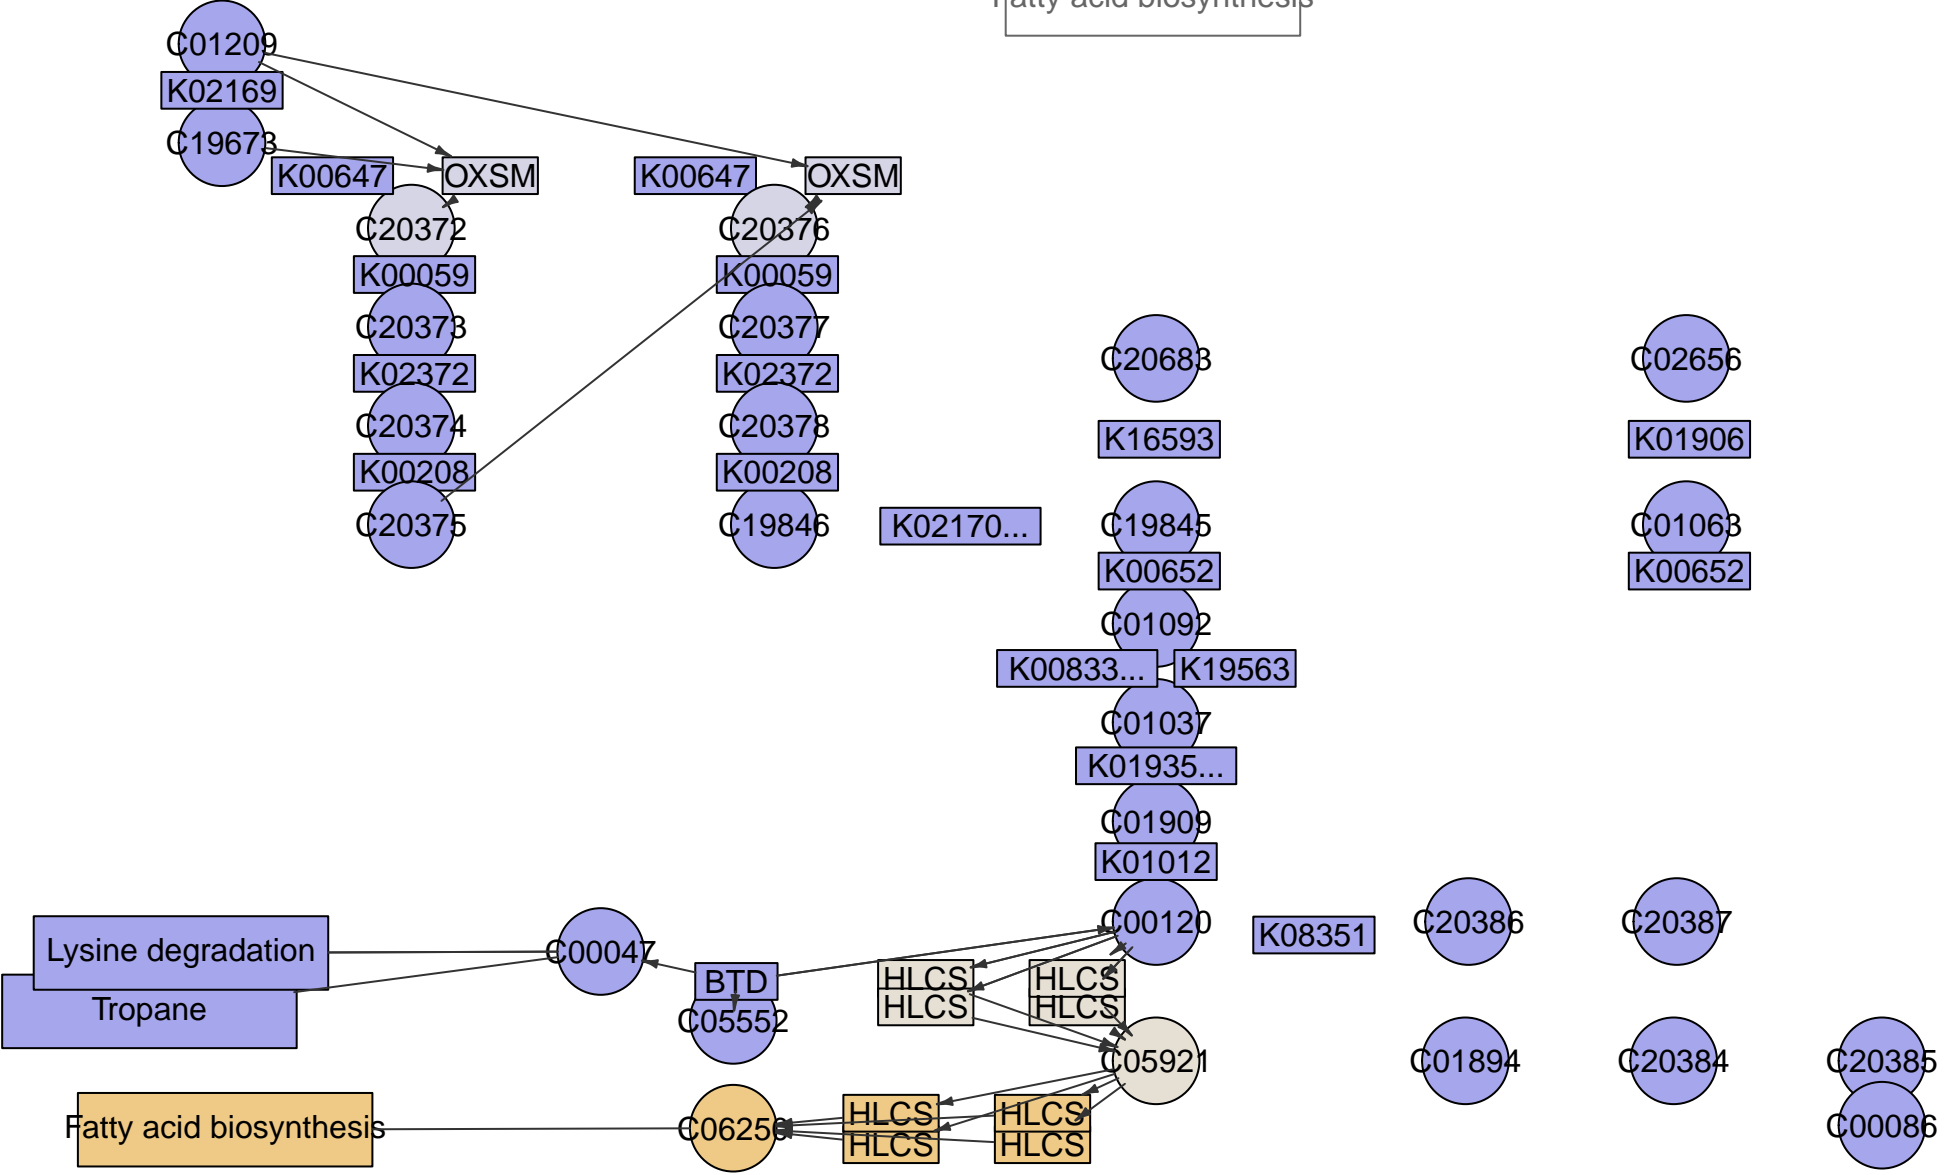 Fatty acid biosynthesis
C01209
K02169
C19673
K00647
OXSM
K00647
OXSM
C20372
C20376
K00059
K00059
C20373
C20377
C20683
C02656
K02372
K02372
C20374
C20378
K16593
K01906
K00208
K00208
C20375
C19846
K02170...
C19845
C01063
K00652
K00652
C01092
K00833...
K19563
C01037
K01935...
C01909
K01012
C00120
K08351
C20386
C20387
Lysine degradation
C00047
BTD
HLCS
HLCS
Tropane
HLCS
HLCS
C05552
C05921
C01894
C20384
C20385
Fatty acid biosynthesis
HLCS
HLCS
C00086
HLCS
HLCS